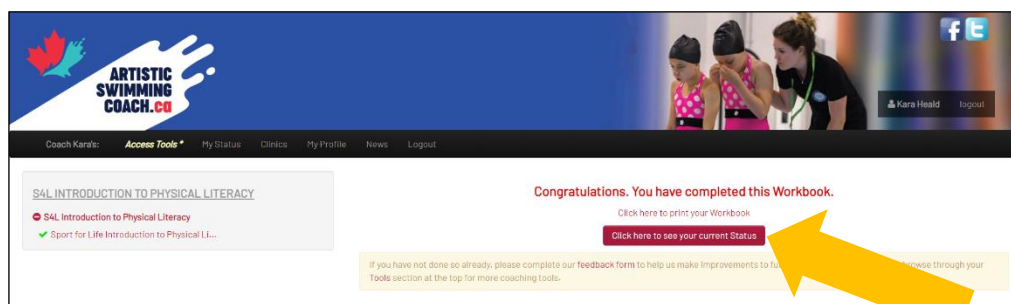 ARTISTIC
SWIMMING
COACH.ca
Kara Heald logout
Coach Kara's: Access Tools * My Status Clinics My Profile News Logout
S4L INTRODUCTION TO PHYSICAL LITERACY
S4L Introduction to Physical Literacy
Sport for Life Introduction to Physical Li...
Congratulations. You have completed this Workbook.
Click here to print your Workbook
Click here to see your current Status
If you have not done so already, please complete our feedback form to help us make improvements to fu browse through your
Tools section at the top for more coaching tools.